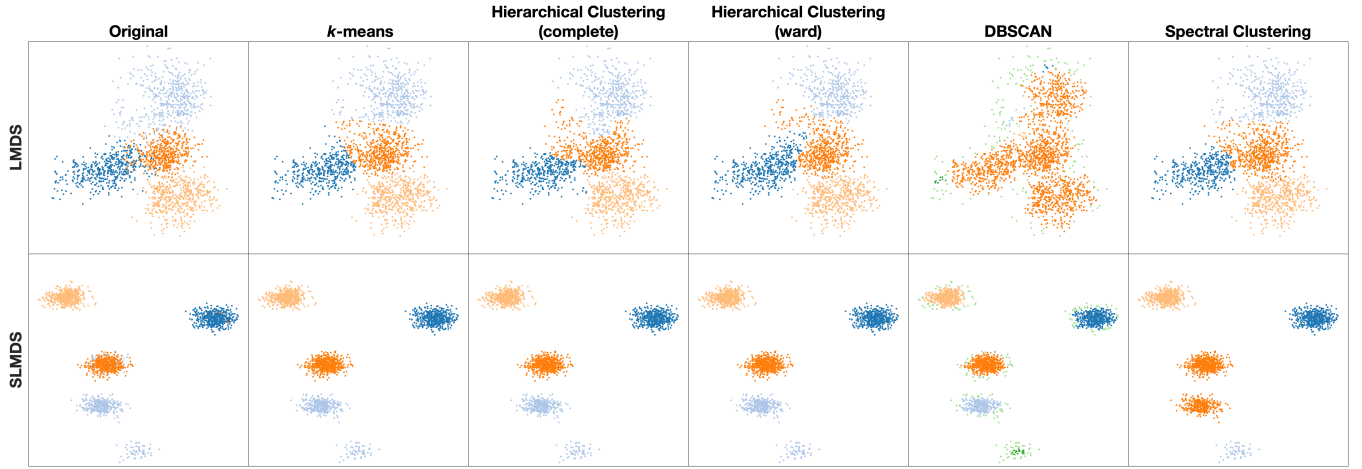 Original
k-means
Hierarchical Clustering
(complete)
Hierarchical Clustering
(ward)
DBSCAN
Spectral Clustering
LMDS
SLMDS